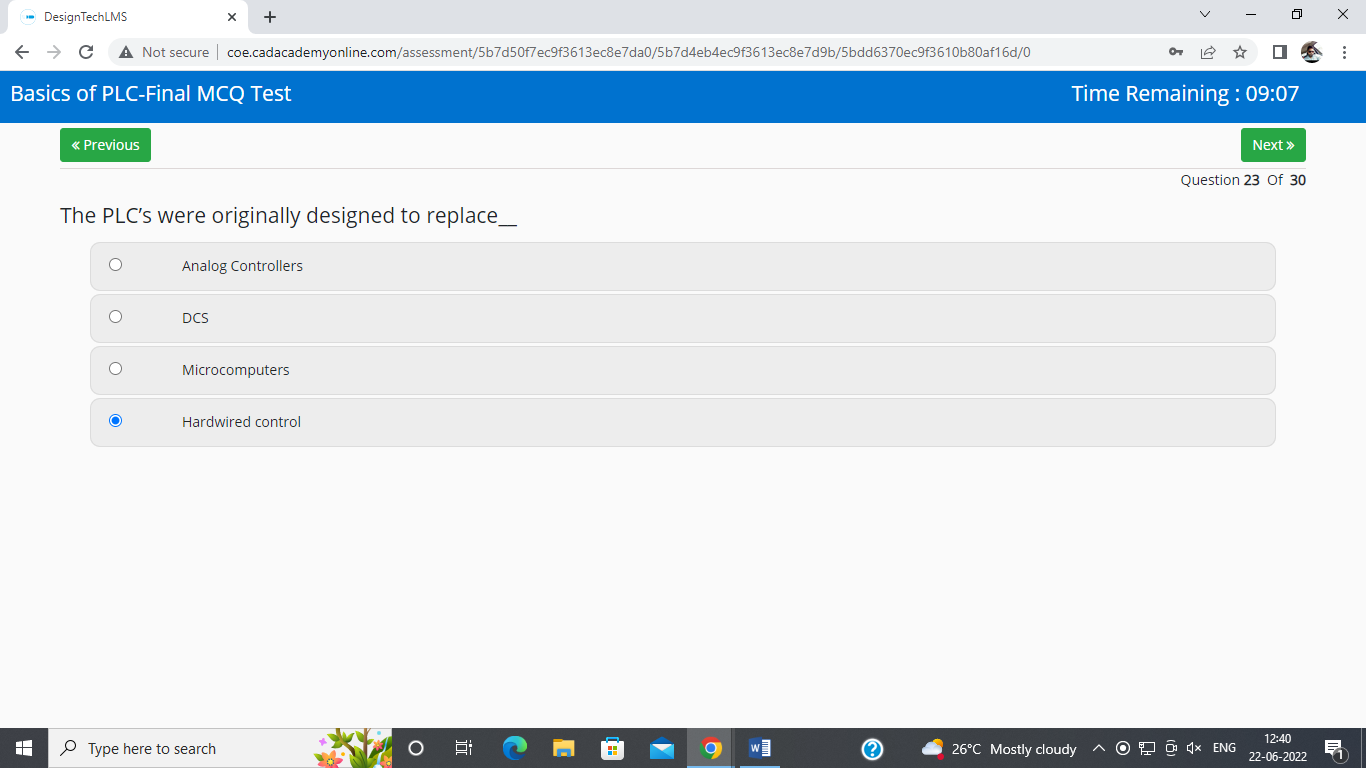 DesignTechLMS
Not secure coe.cadacademyonline.com/assessment/5b7d50f7ec9f3613ec8e7da0/5b7d4eb4ec9f3613ec8e7d9b/5bdd6370ec9f3610b80af16d/0
Basics of PLC-Final MCQ Test Time Remaining : 09:07
« Previous Next »
Question 23 Of 30
The PLC’s were originally designed to replace__
Analog Controllers
DCS
Microcomputers
Hardwired control
Type here to search 26°C Mostly cloudy ENG 12:40
22-06-2022 1